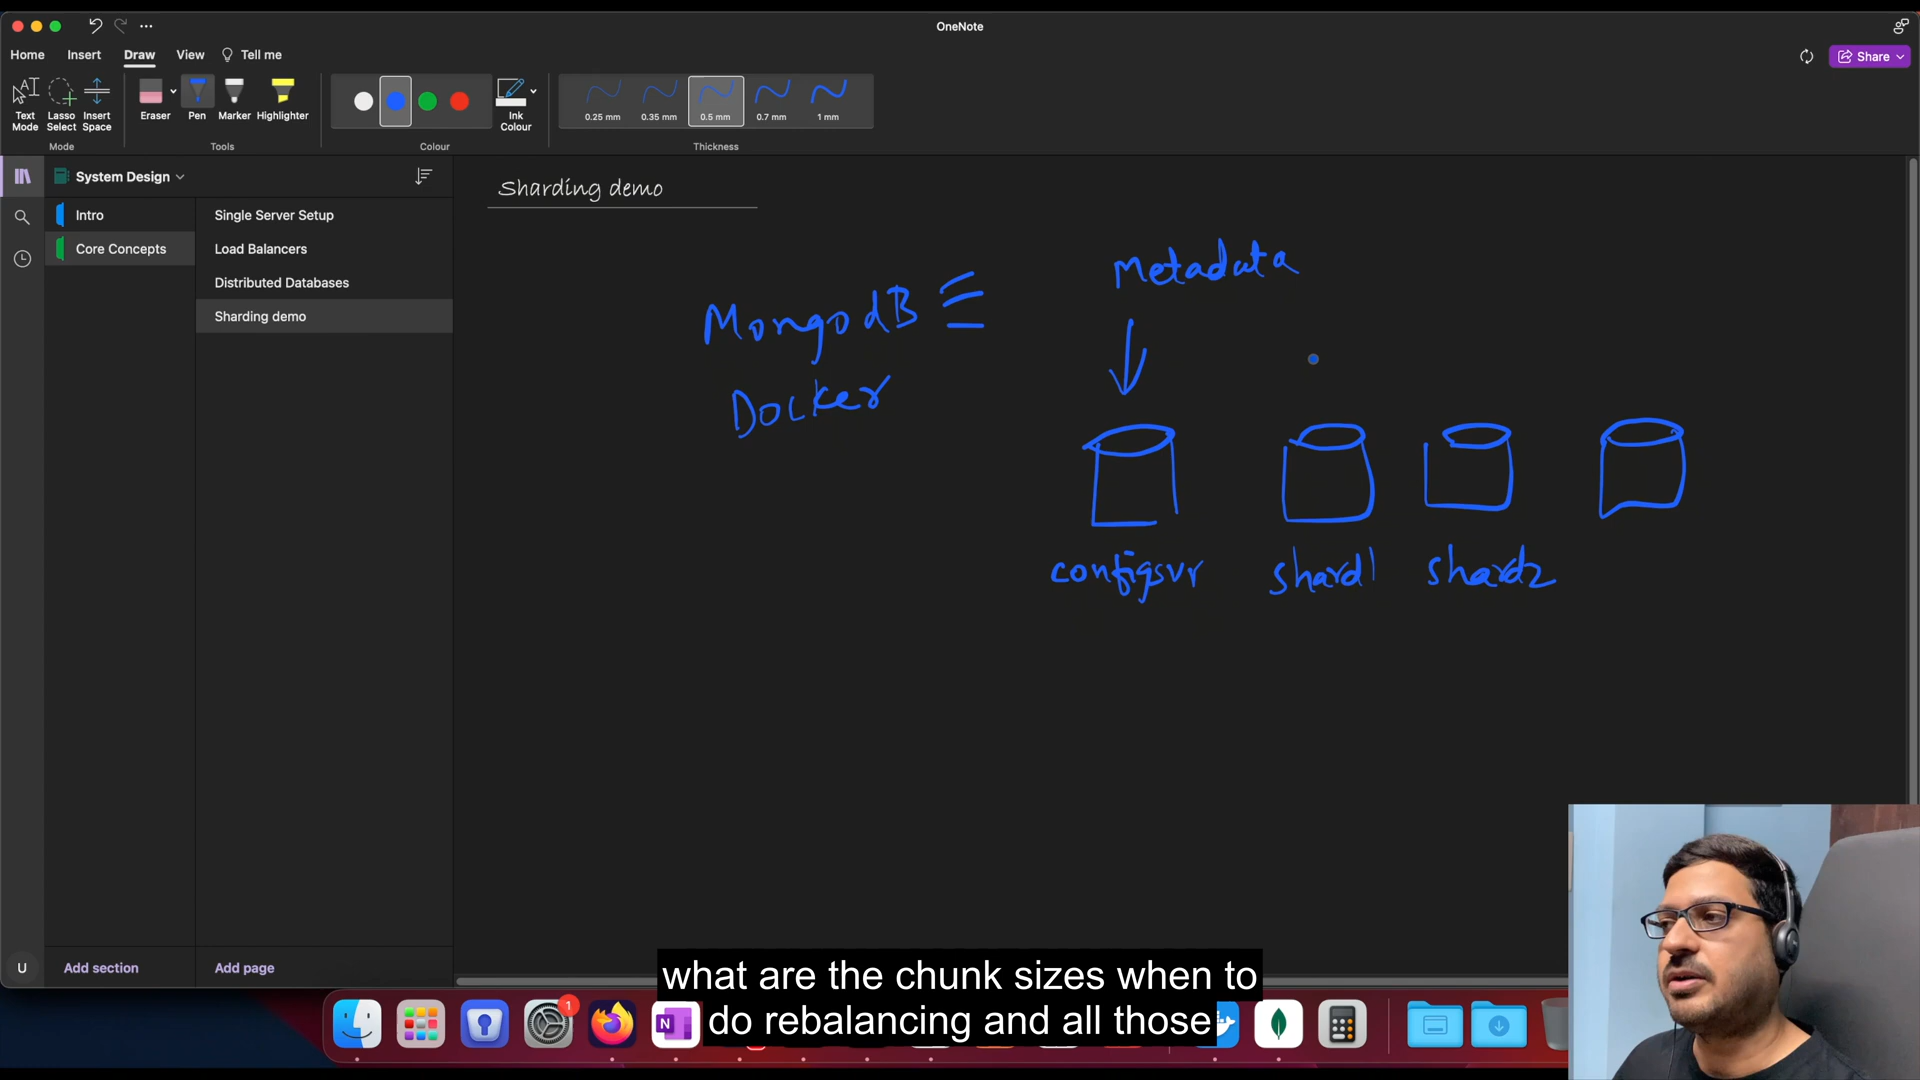 OneNote
Home Insert Draw View Tell me
Share
Text Mode
Lasso Select
Insert Space
Eraser
Pen
Marker
Highlighter
Ink Colour
0.25 mm
0.35 mm
0.5 mm
0.7 mm
1 mm
Mode
Tools
Colour
Thickness
System Design
Intro
Core Concepts
Single Server Setup
Load Balancers
Distributed Databases
Sharding demo
Sharding demo
Metadata
MongodB
Docker
configsvr
shard1
shard2
U
Add section
Add page
what are the chunk sizes when to
do rebalancing and all those
1
N